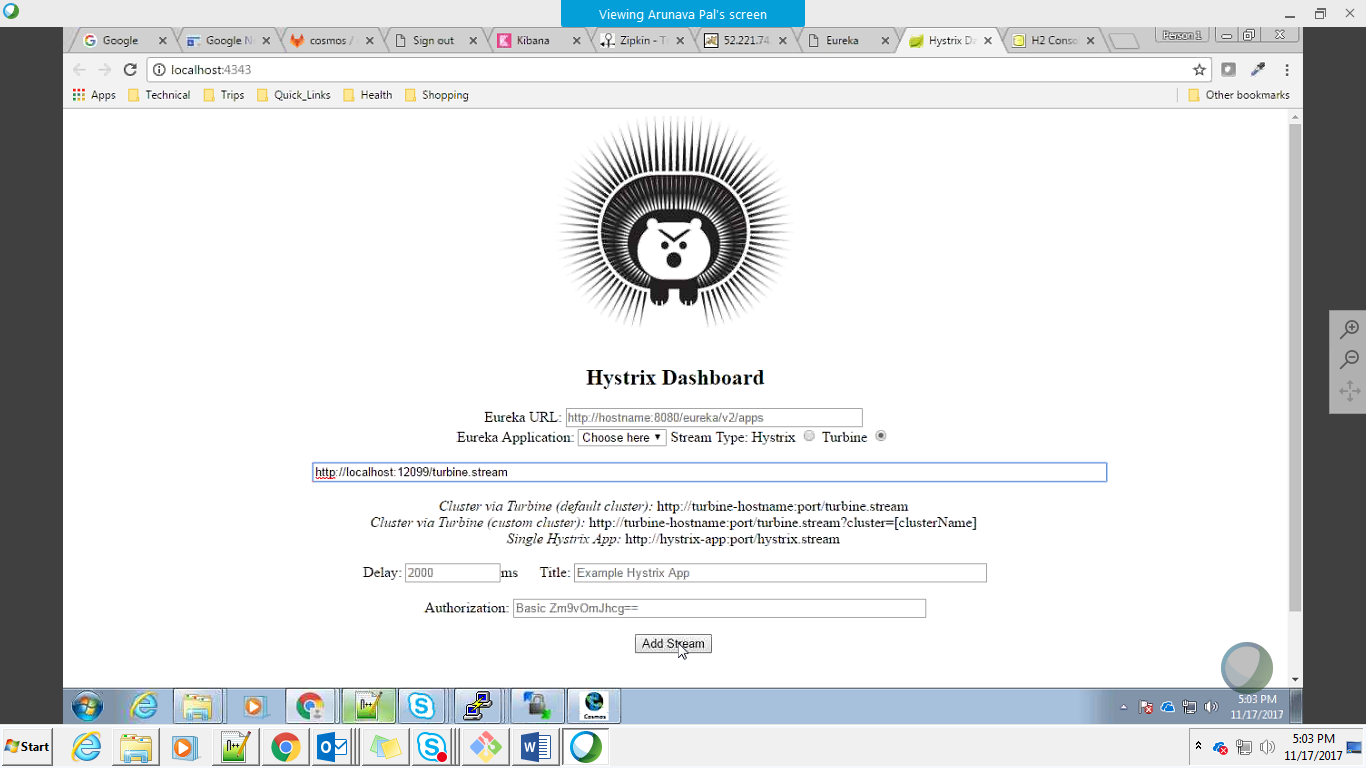 Viewing Arunava Pal's screen
Google
Google N
cosmos /
Sign out
Kibana
Zipkin - T
52.221.74
Eureka
Hystrix D
H2 Conso
Person 1
localhost:4343
Apps
Technical
Trips
Quick_Links
Health
Shopping
Other bookmarks
Hystrix Dashboard
Eureka URL: http://hostname:8080/eureka/v2/apps
Eureka Application: Choose here Stream Type: Hystrix Turbine
http://localhost:12099/turbine.stream
Cluster via Turbine (default cluster): http://turbine-hostname:port/turbine.stream
Cluster via Turbine (custom cluster): http://turbine-hostname:port/turbine.stream?cluster=[clusterName]
Single Hystrix App: http://hystrix-app:port/hystrix.stream
Delay: 2000 ms Title: Example Hystrix App
Authorization: Basic Zm9vOmJhcg==
Add Stream
Cosmos
5:03 PM
11/17/2017
Start
5:03 PM
11/17/2017